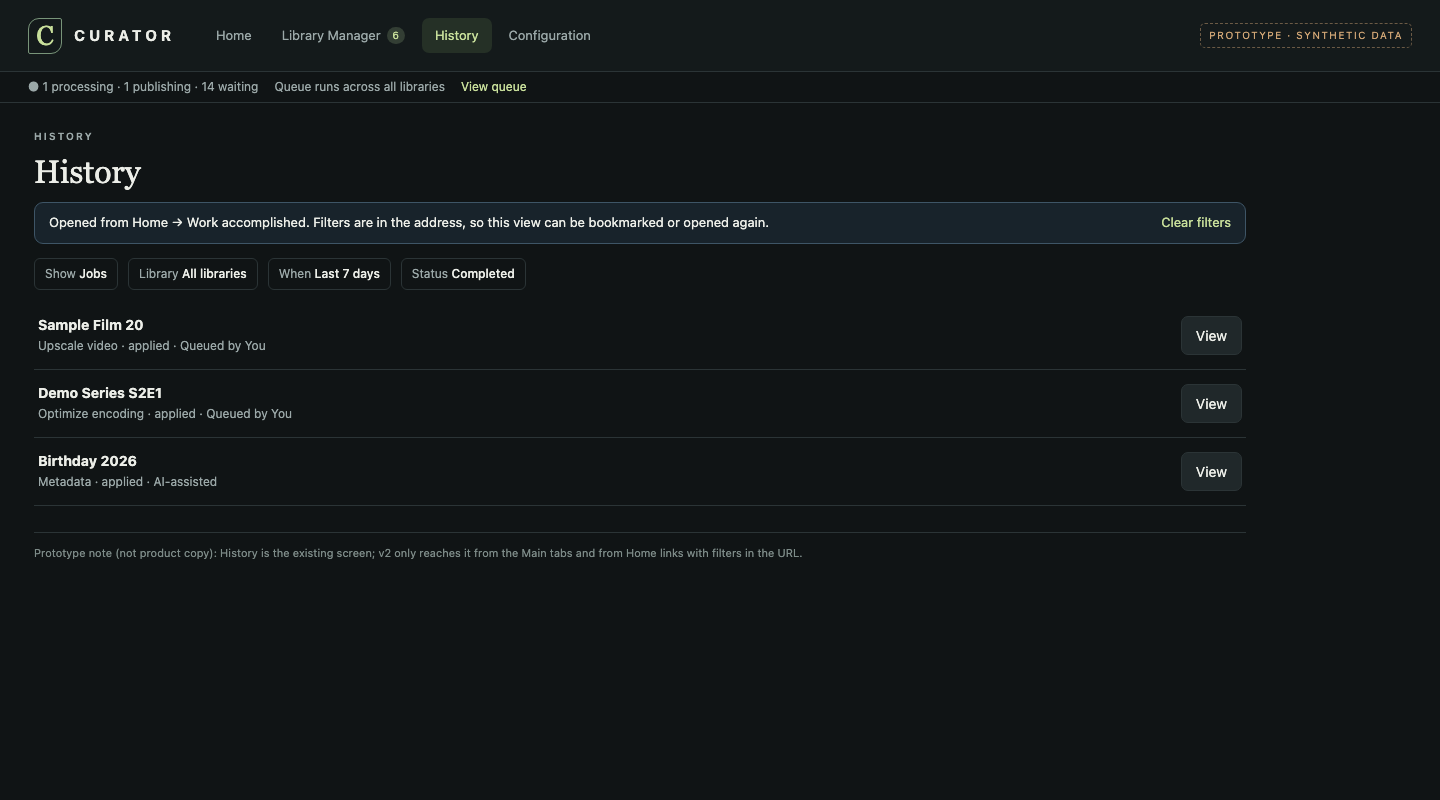 C CURATOR Home Library Manager 6 History Configuration PROTOTYPE · SYNTHETIC DATA
1 processing · 1 publishing · 14 waiting Queue runs across all libraries View queue
HISTORY
History
Opened from Home → Work accomplished. Filters are in the address, so this view can be bookmarked or opened again. Clear filters
Show Jobs Library All libraries When Last 7 days Status Completed
Sample Film 20
Upscale video · applied · Queued by You
View
Demo Series S2E1
Optimize encoding · applied · Queued by You
View
Birthday 2026
Metadata · applied · AI-assisted
View
Prototype note (not product copy): History is the existing screen; v2 only reaches it from the Main tabs and from Home links with filters in the URL.